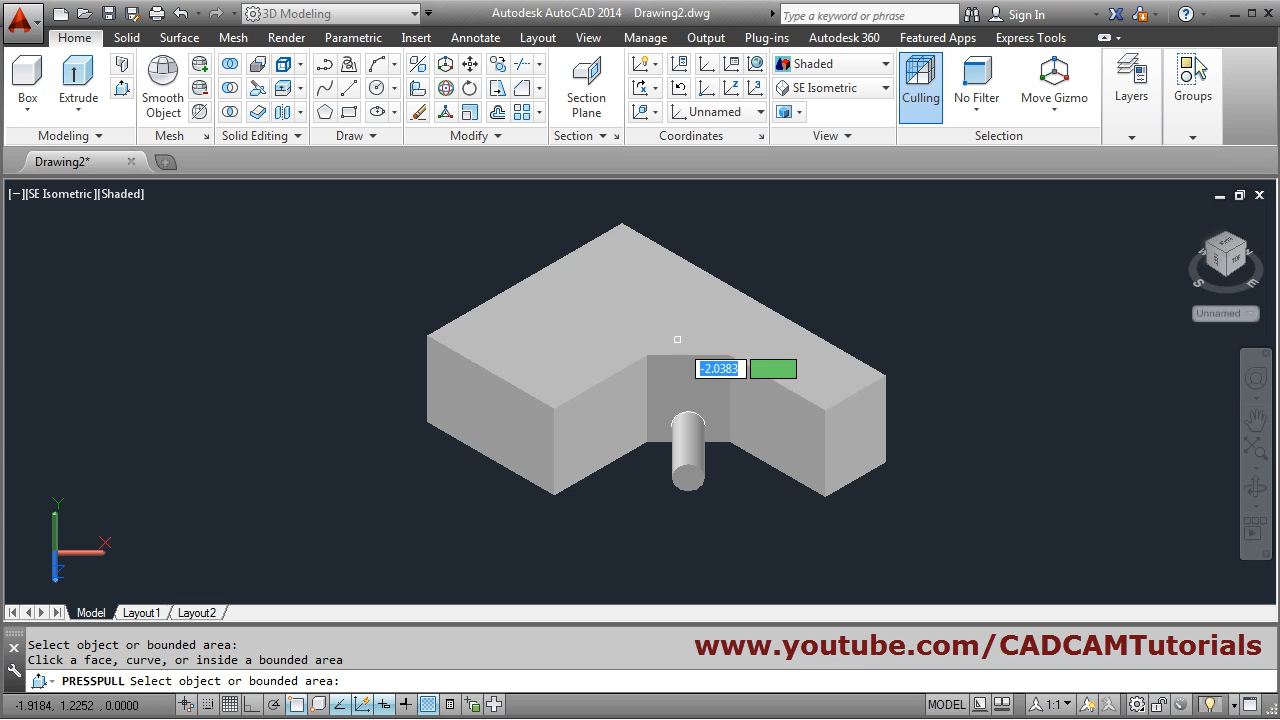 3D Modeling
Autodesk AutoCAD 2014 Drawing2.dwg
Type a keyword or phrase
Sign In
Home Solid Surface Mesh Render Parametric Insert Annotate Layout View Manage Output Plug-ins Autodesk 360 Featured Apps Express Tools
Box
Extrude
Smooth Object
Section Plane
Unnamed
Shaded
SE Isometric
Culling
No Filter
Move Gizmo
Layers
Groups
Modeling Mesh Solid Editing Draw Modify Section Coordinates View Selection
Drawing2*
[−][SE Isometric][Shaded]
TOP
S
E
Unnamed
-2.0383
Y
X
Z
Model Layout1 Layout2
Select object or bounded area:
Click a face, curve, or inside a bounded area
PRESSPULL Select object or bounded area:
www.youtube.com/CADCAMTutorials
-1.9184, 1.2252 , 0.0000
MODEL
1:1